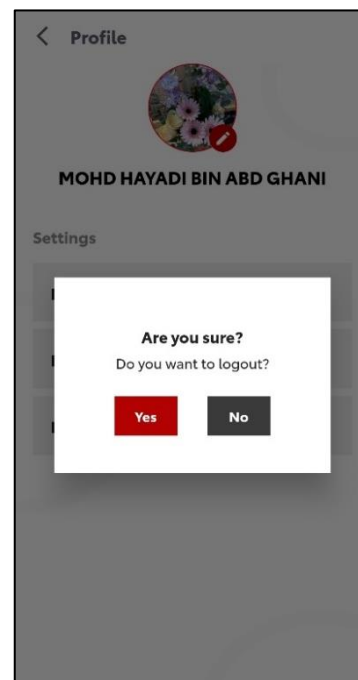 Profile
MOHD HAYADI BIN ABD GHANI
Settings
Are you sure?
Do you want to logout?
Yes
No